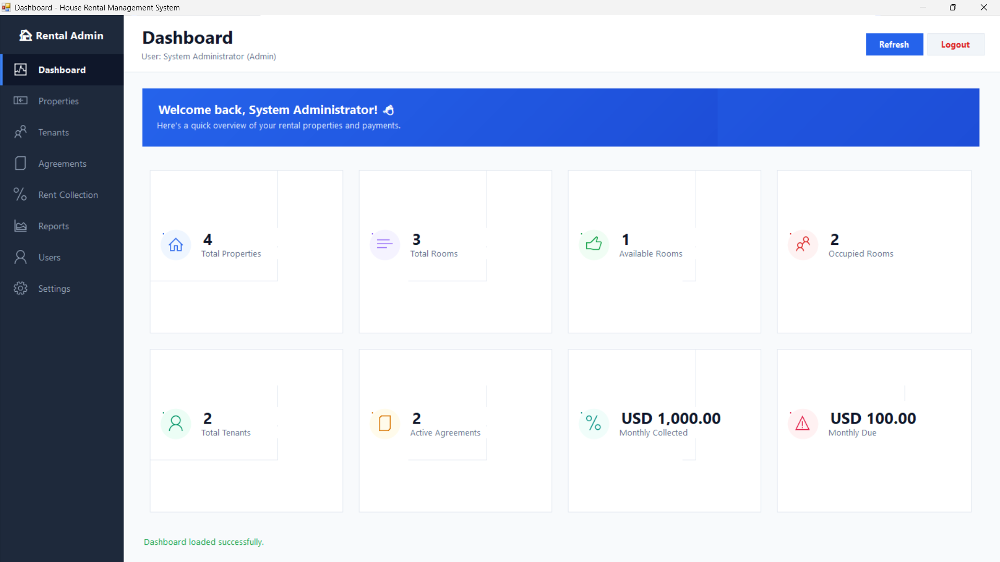 Dashboard - House Rental Management System
Rental Admin
Dashboard
Properties
Tenants
Agreements
Rent Collection
Reports
Users
Settings
Dashboard
User: System Administrator (Admin)
Refresh
Logout
Welcome back, System Administrator!
Here's a quick overview of your rental properties and payments.
4
Total Properties
3
Total Rooms
1
Available Rooms
2
Occupied Rooms
2
Total Tenants
2
Active Agreements
USD 1,000.00
Monthly Collected
USD 100.00
Monthly Due
Dashboard loaded successfully.